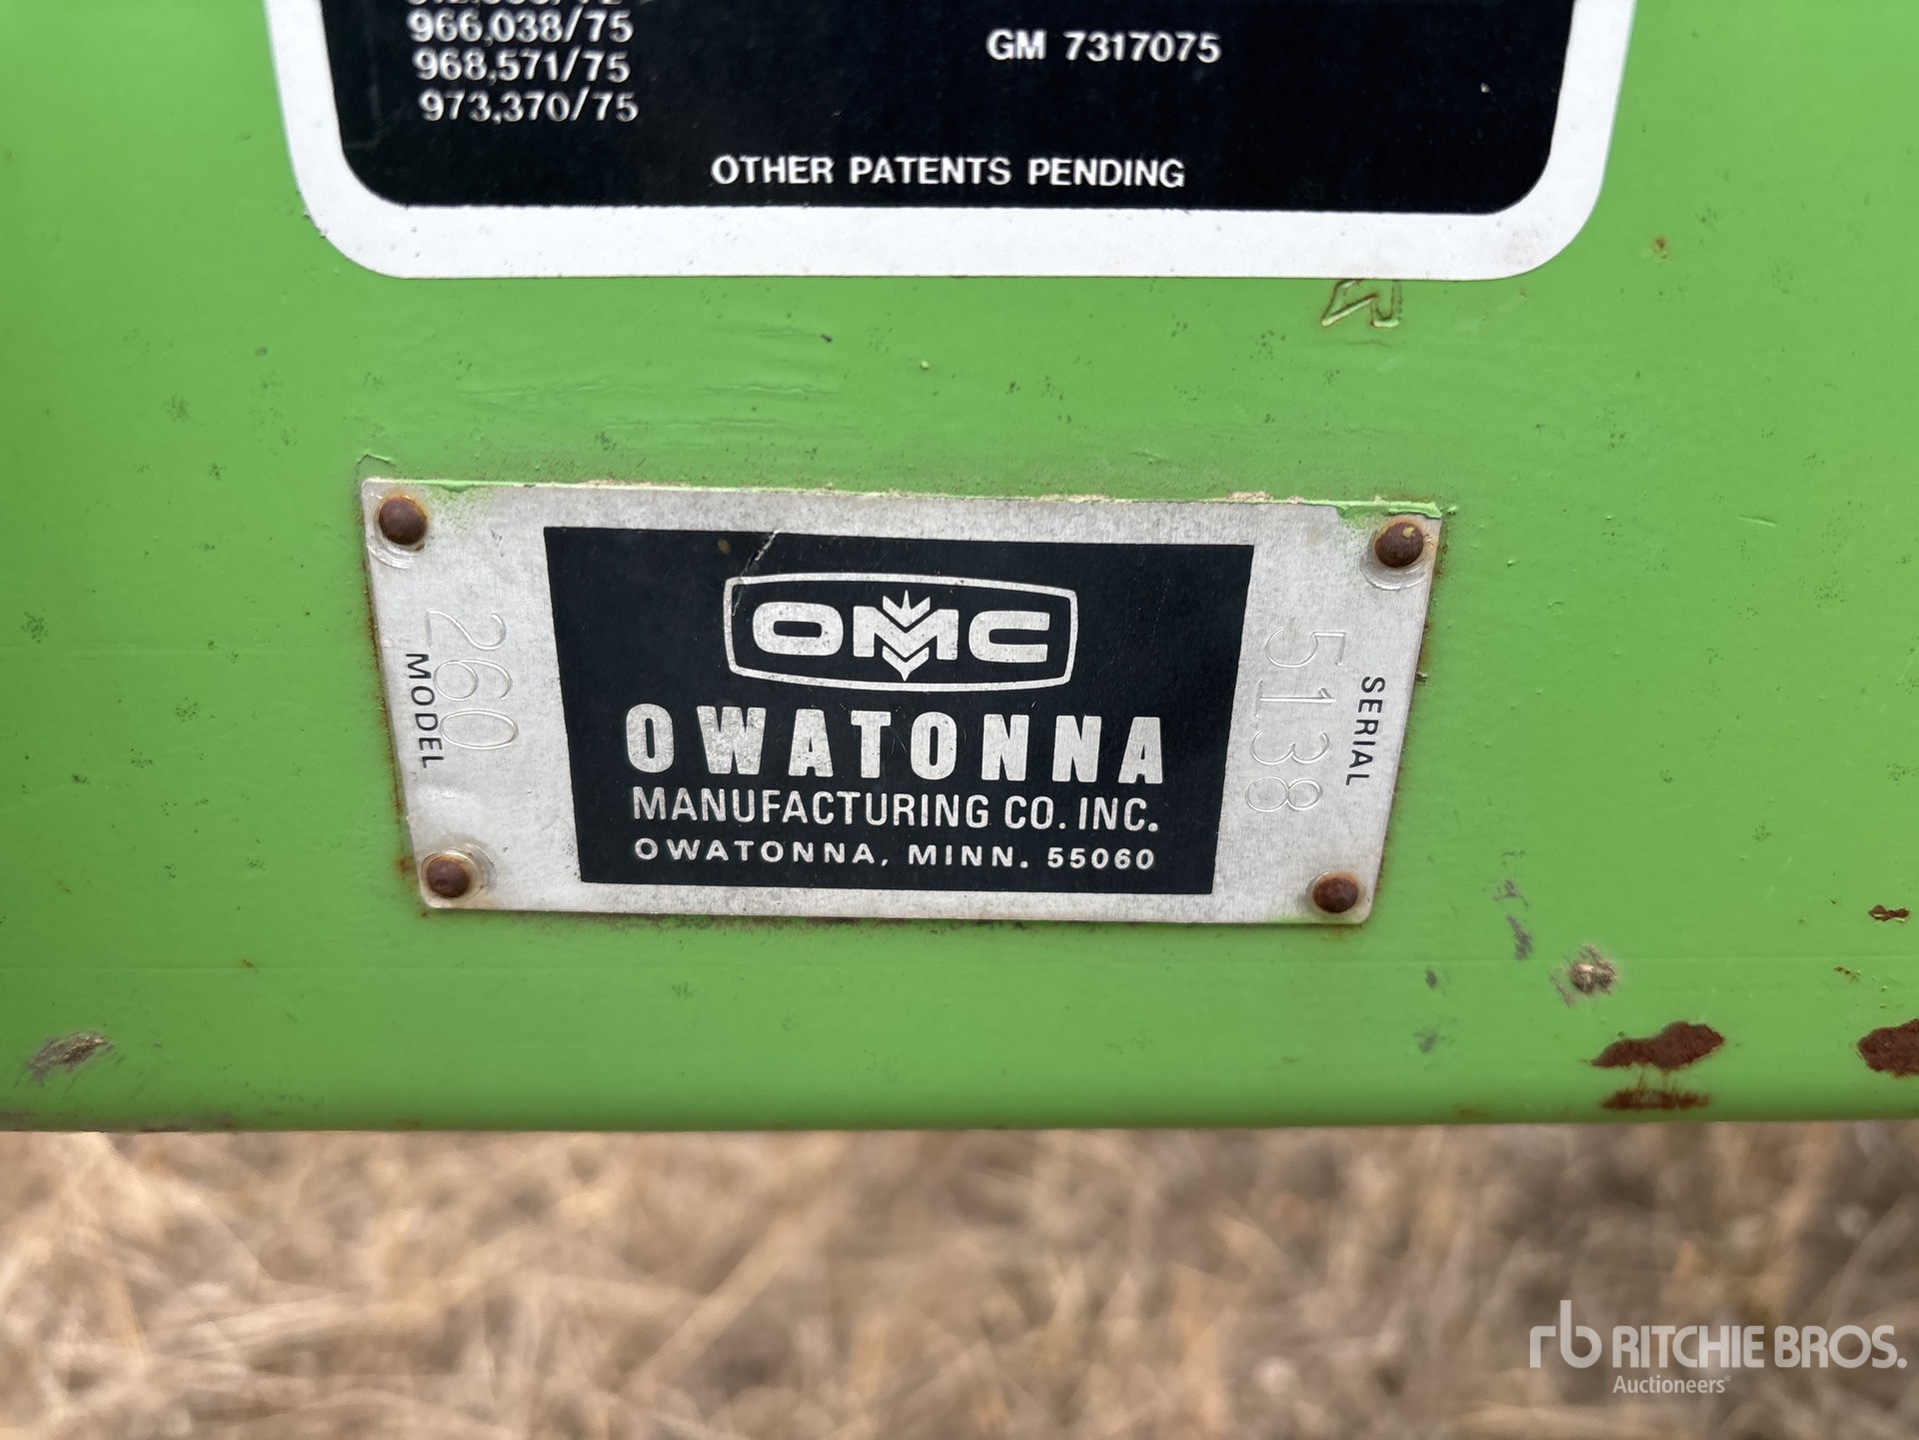 966,038/75
968,571/75
973,370/75
GM 7317075
OTHER PATENTS PENDING
MODEL
260
OMC
OWATONNA
MANUFACTURING CO. INC.
OWATONNA, MINN. 55060
SERIAL
5138
rb RITCHIE BROS.
Auctioneers